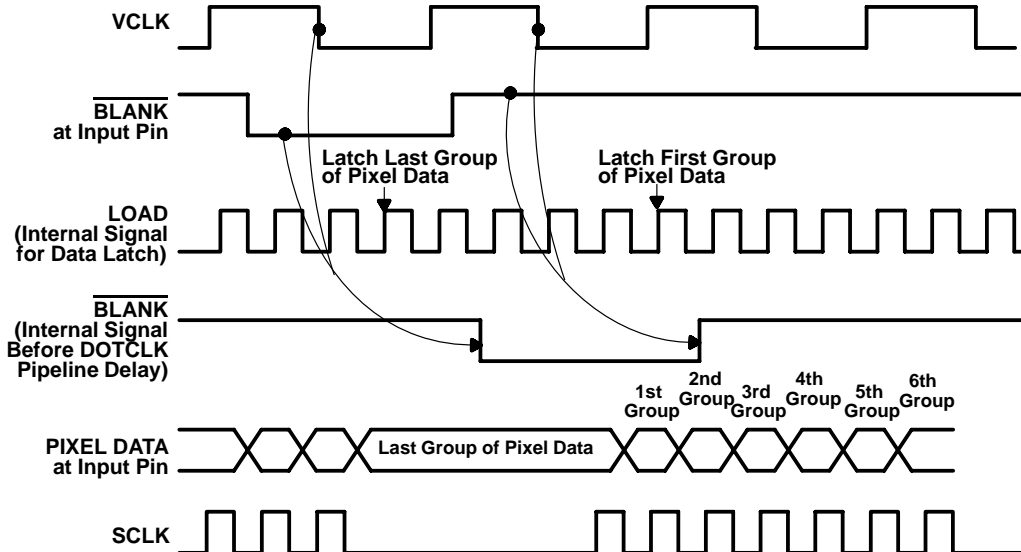 VCLK
BLANK
at Input Pin
Latch Last Group
of Pixel Data
Latch First Group
of Pixel Data
LOAD
(Internal Signal
for Data Latch)
BLANK
(Internal Signal
Before DOTCLK
Pipeline Delay)
1st
Group
2nd
Group
3rd
Group
4th
Group
5th
Group
6th
Group
PIXEL DATA
at Input Pin
Last Group of Pixel Data
SCLK